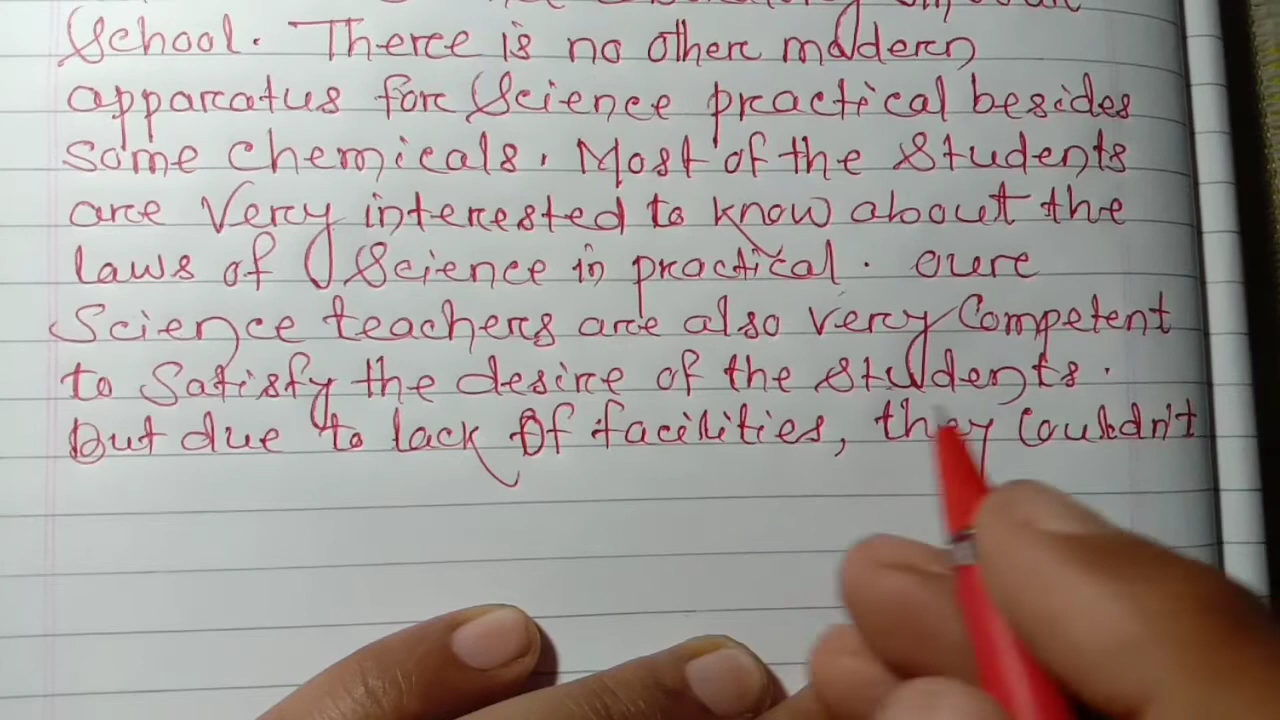 School. There is no other modern
apparatus for Science practical besides
some chemicals. Most of the students
are very interested to know about the
laws of Science in practical. our
Science teachers are also very Competent
to Satisfy the desire of the students.
But due to lack of facilities, they couldn't